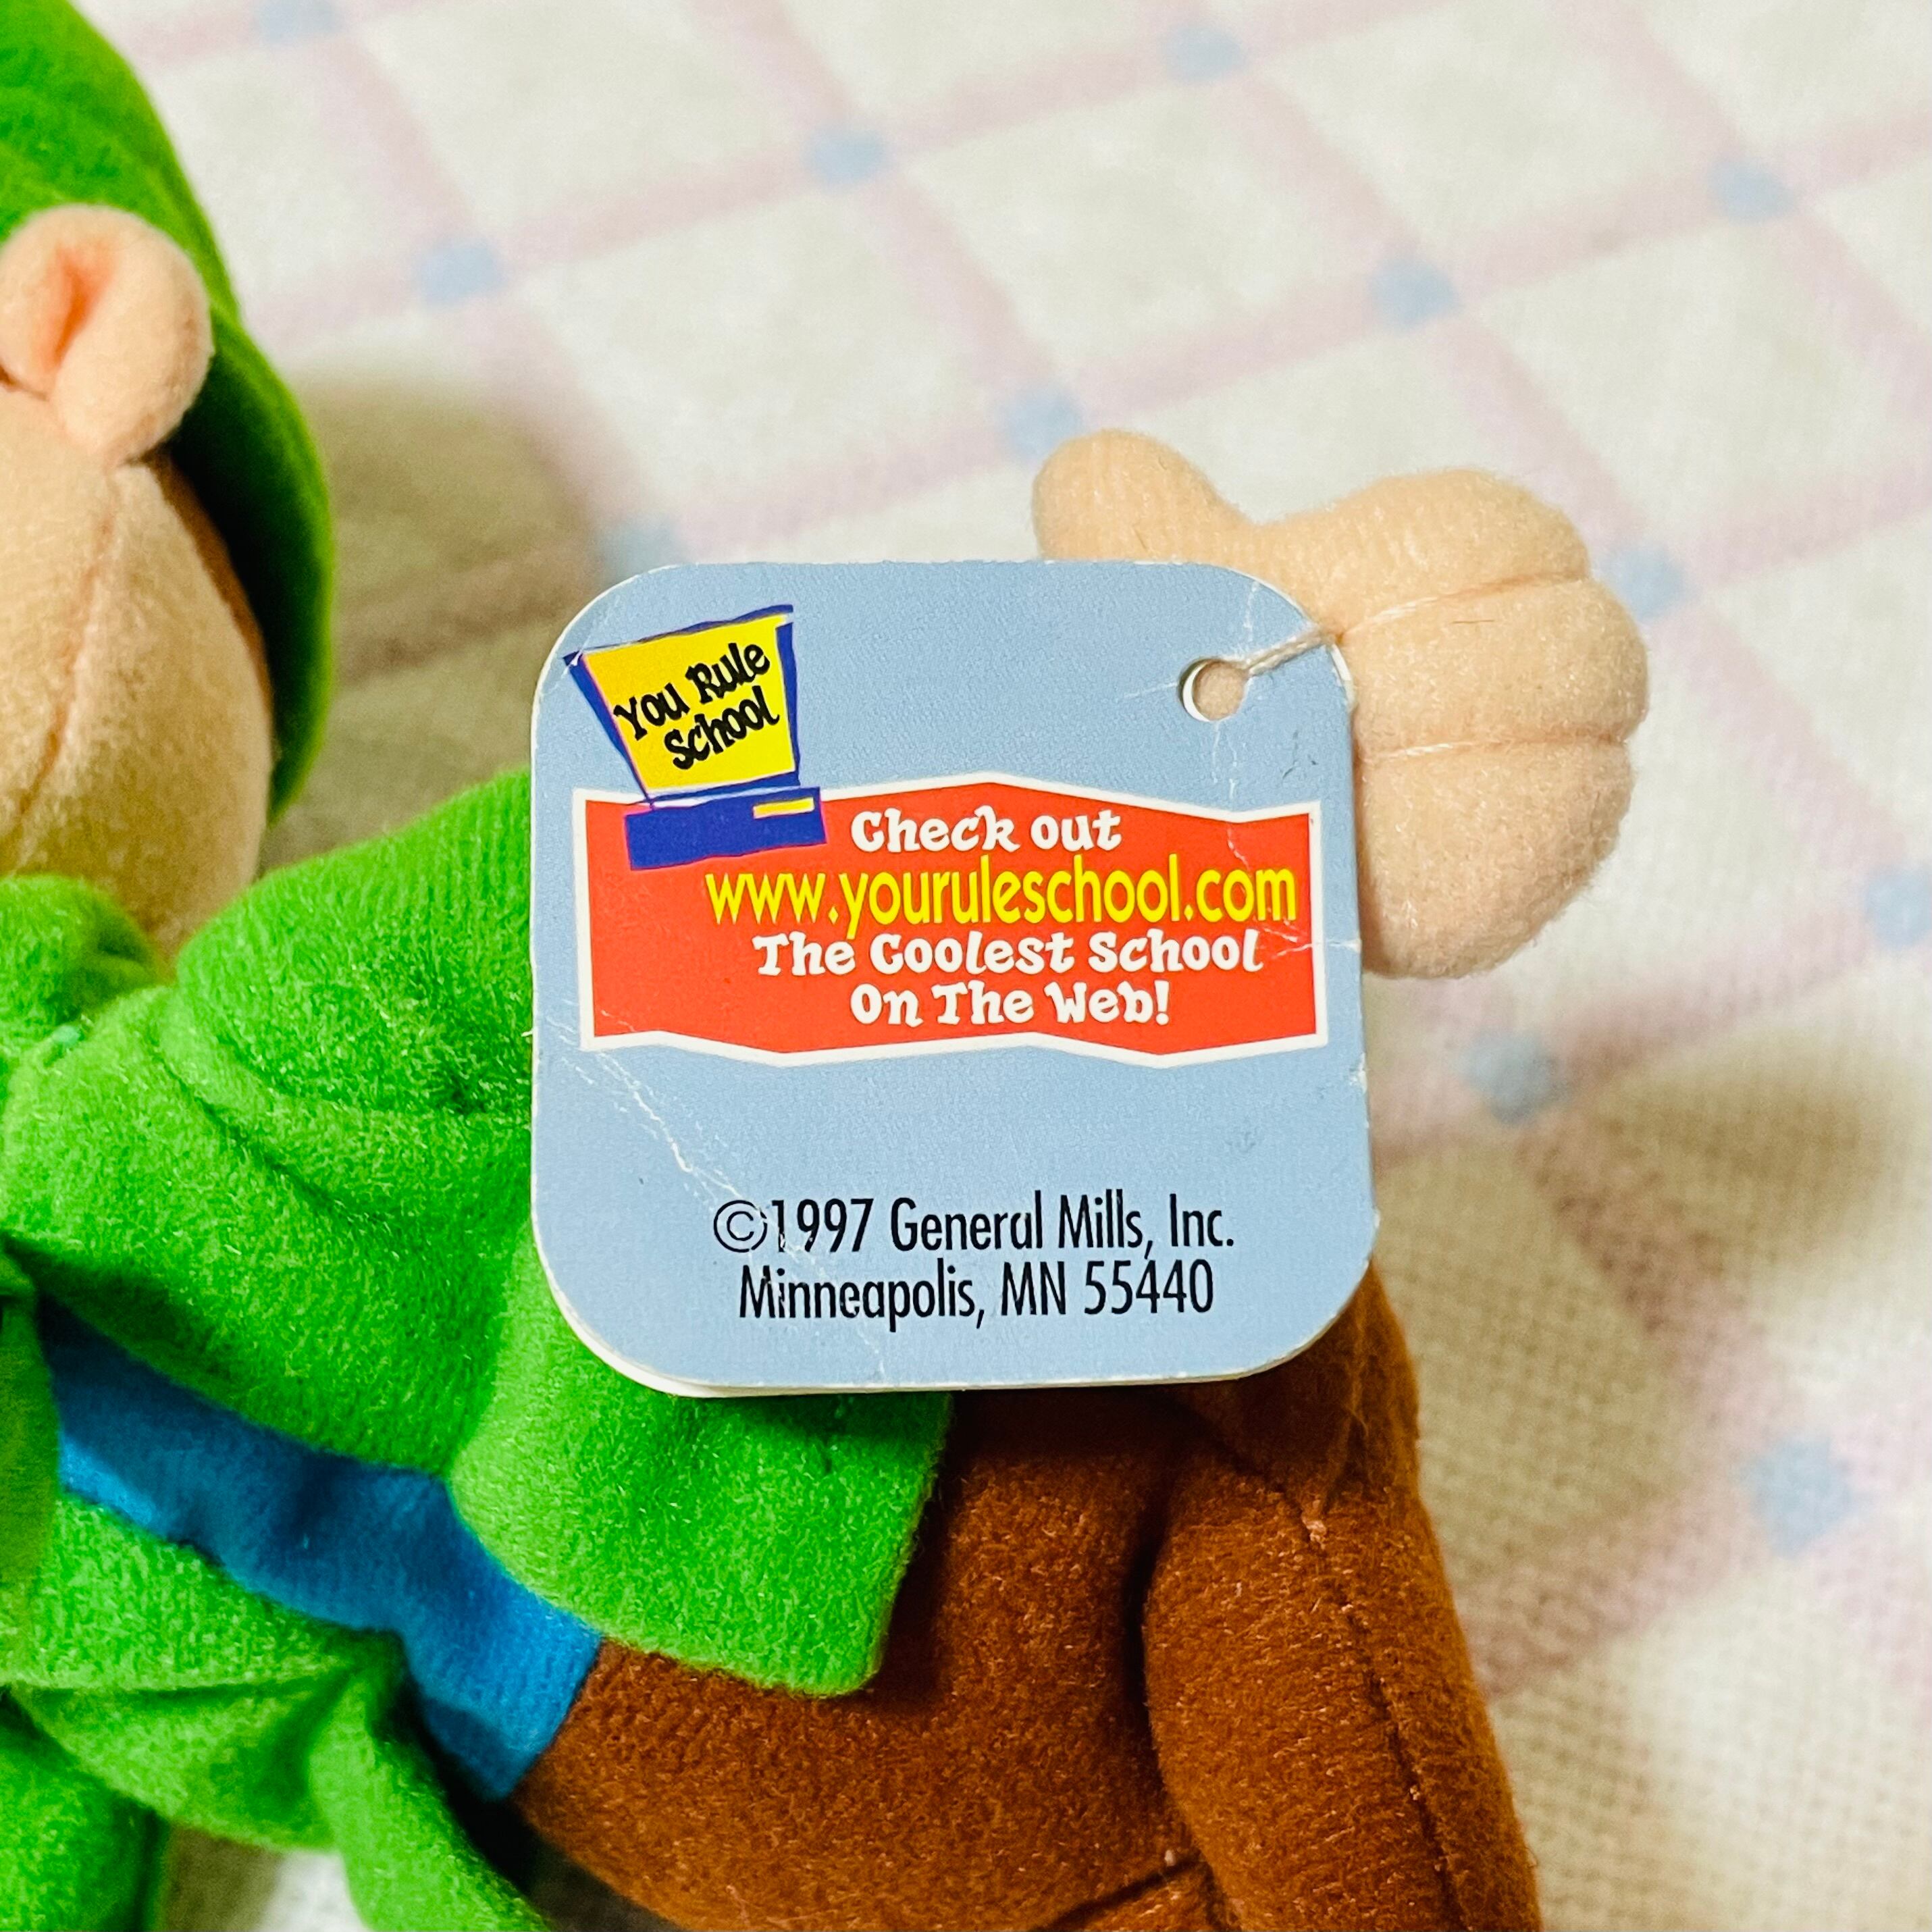 You Rule
School
Check out
www.youruleschool.com
The Coolest School
On The Web!
©1997 General Mills, Inc.
Minneapolis, MN 55440